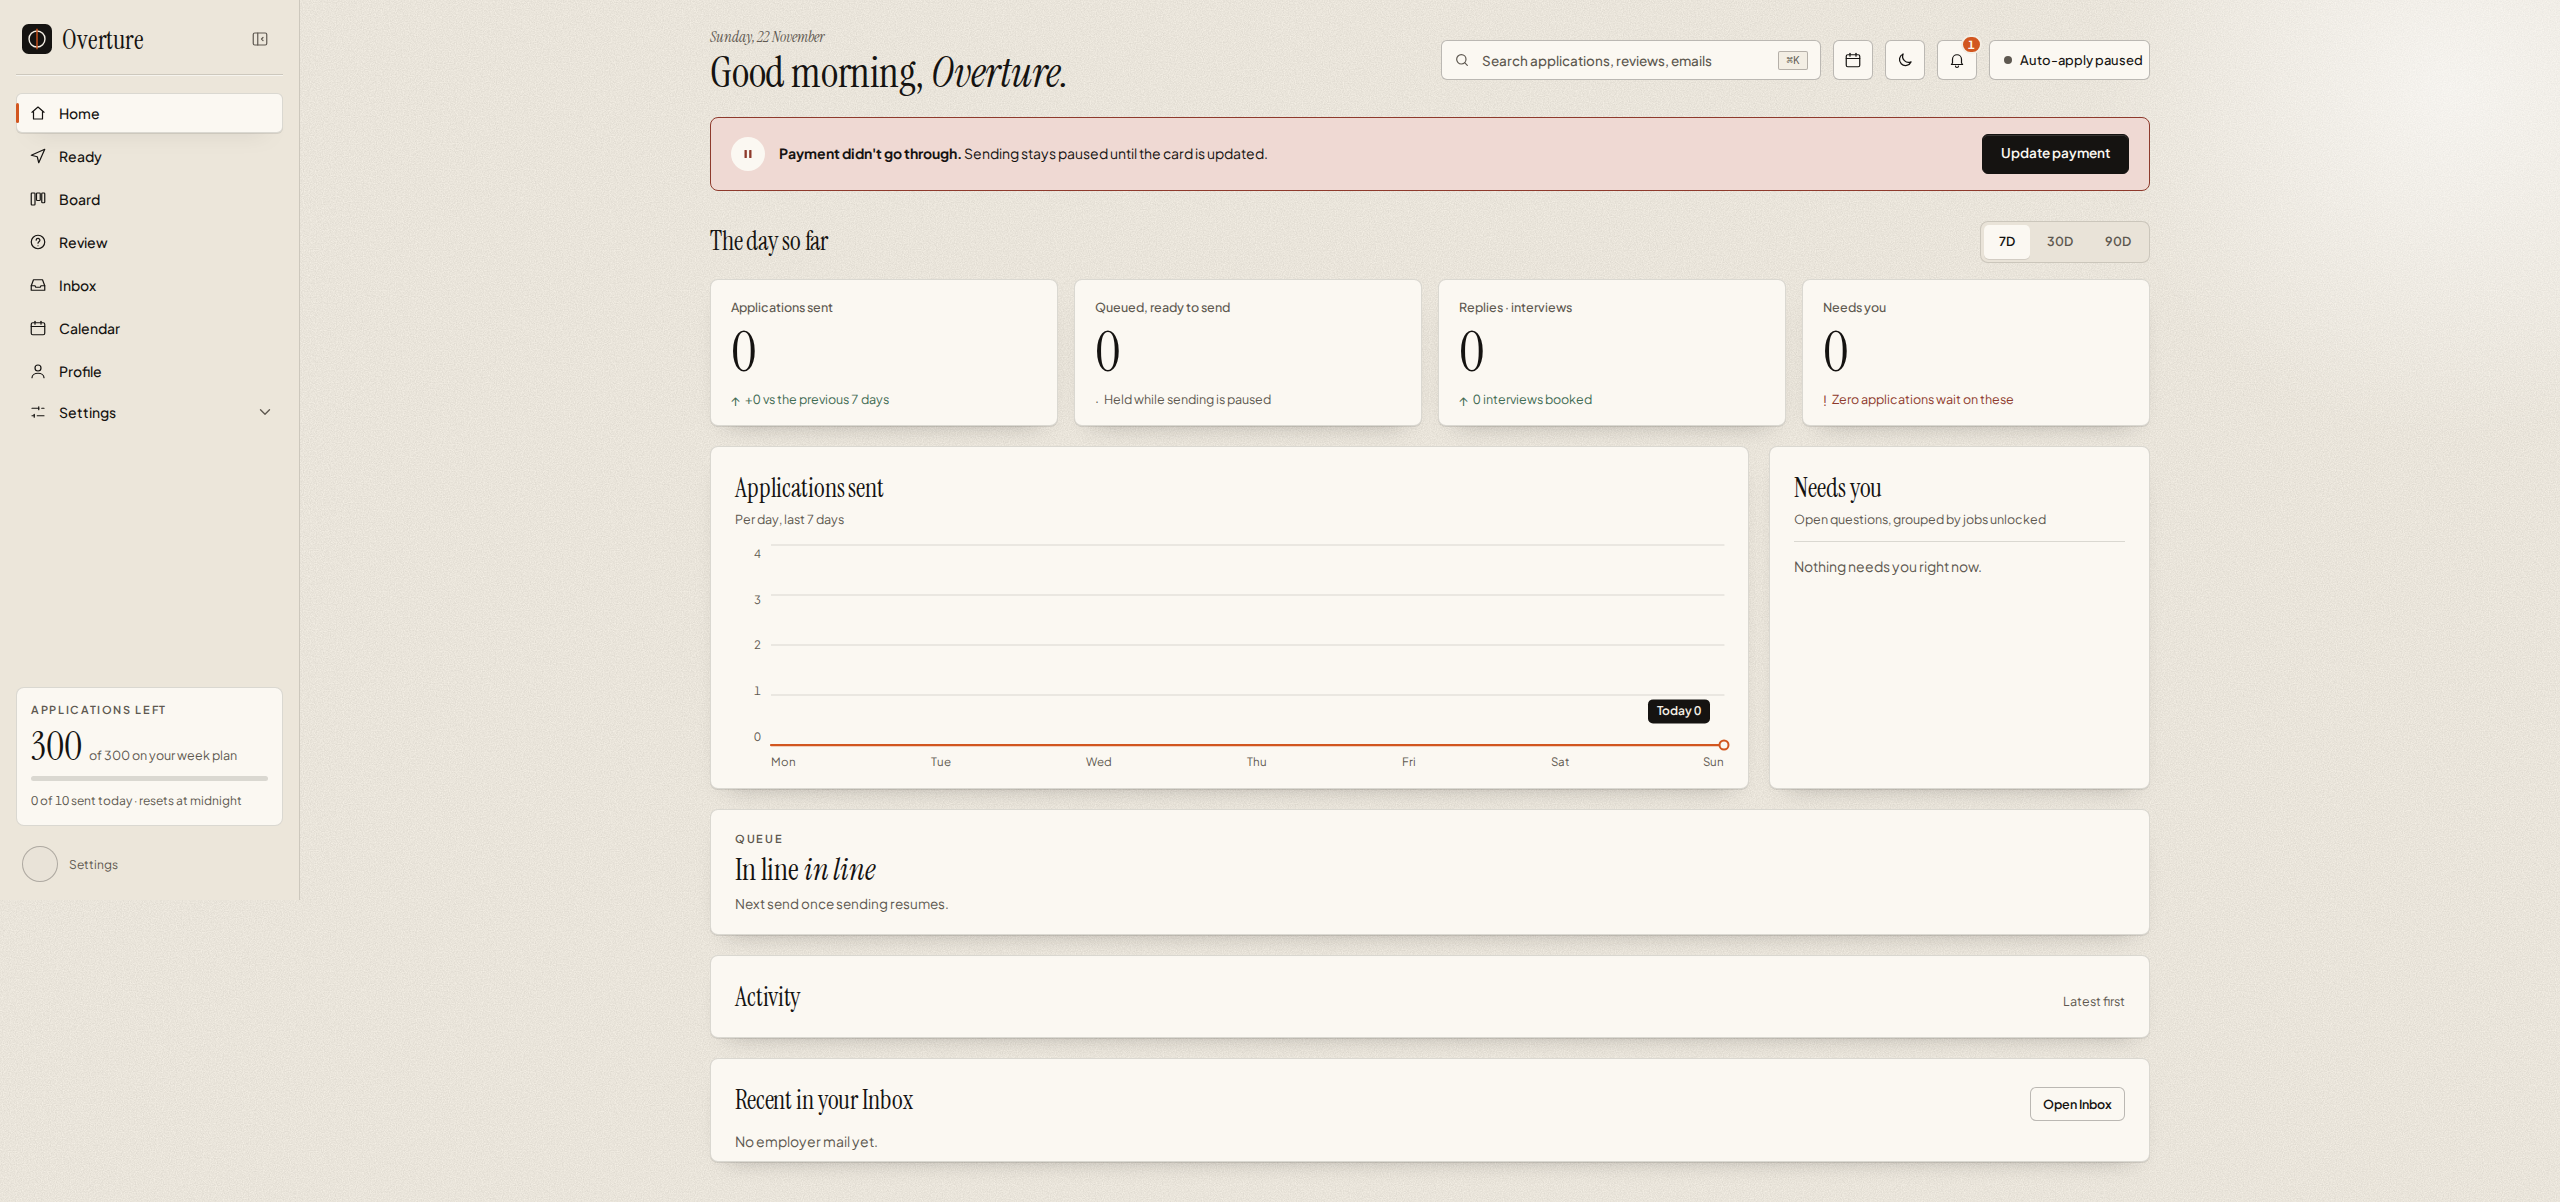 Overture
Home
Ready
Board
Review
Inbox
Calendar
Profile
Settings
APPLICATIONS LEFT
300 of 300 on your week plan
0 of 10 sent today · resets at midnight
Settings
Sunday, 22 November
Good morning, Overture.
Search applications, reviews, emails ⌘K
1
Auto-apply paused
Payment didn't go through. Sending stays paused until the card is updated.
Update payment
The day so far
7D 30D 90D
Applications sent
0
↑ +0 vs the previous 7 days
Queued, ready to send
0
· Held while sending is paused
Replies · interviews
0
↑ 0 interviews booked
Needs you
0
! Zero applications wait on these
Applications sent
Per day, last 7 days
4
3
2
1
0
Today 0
Mon Tue Wed Thu Fri Sat Sun
Needs you
Open questions, grouped by jobs unlocked
Nothing needs you right now.
QUEUE
In line in line
Next send once sending resumes.
Activity
Latest first
Recent in your Inbox
Open Inbox
No employer mail yet.